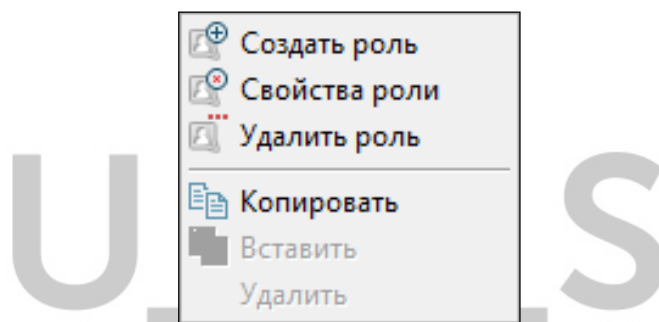 Создать роль
Свойства роли
Удалить роль
Копировать
Вставить
Удалить